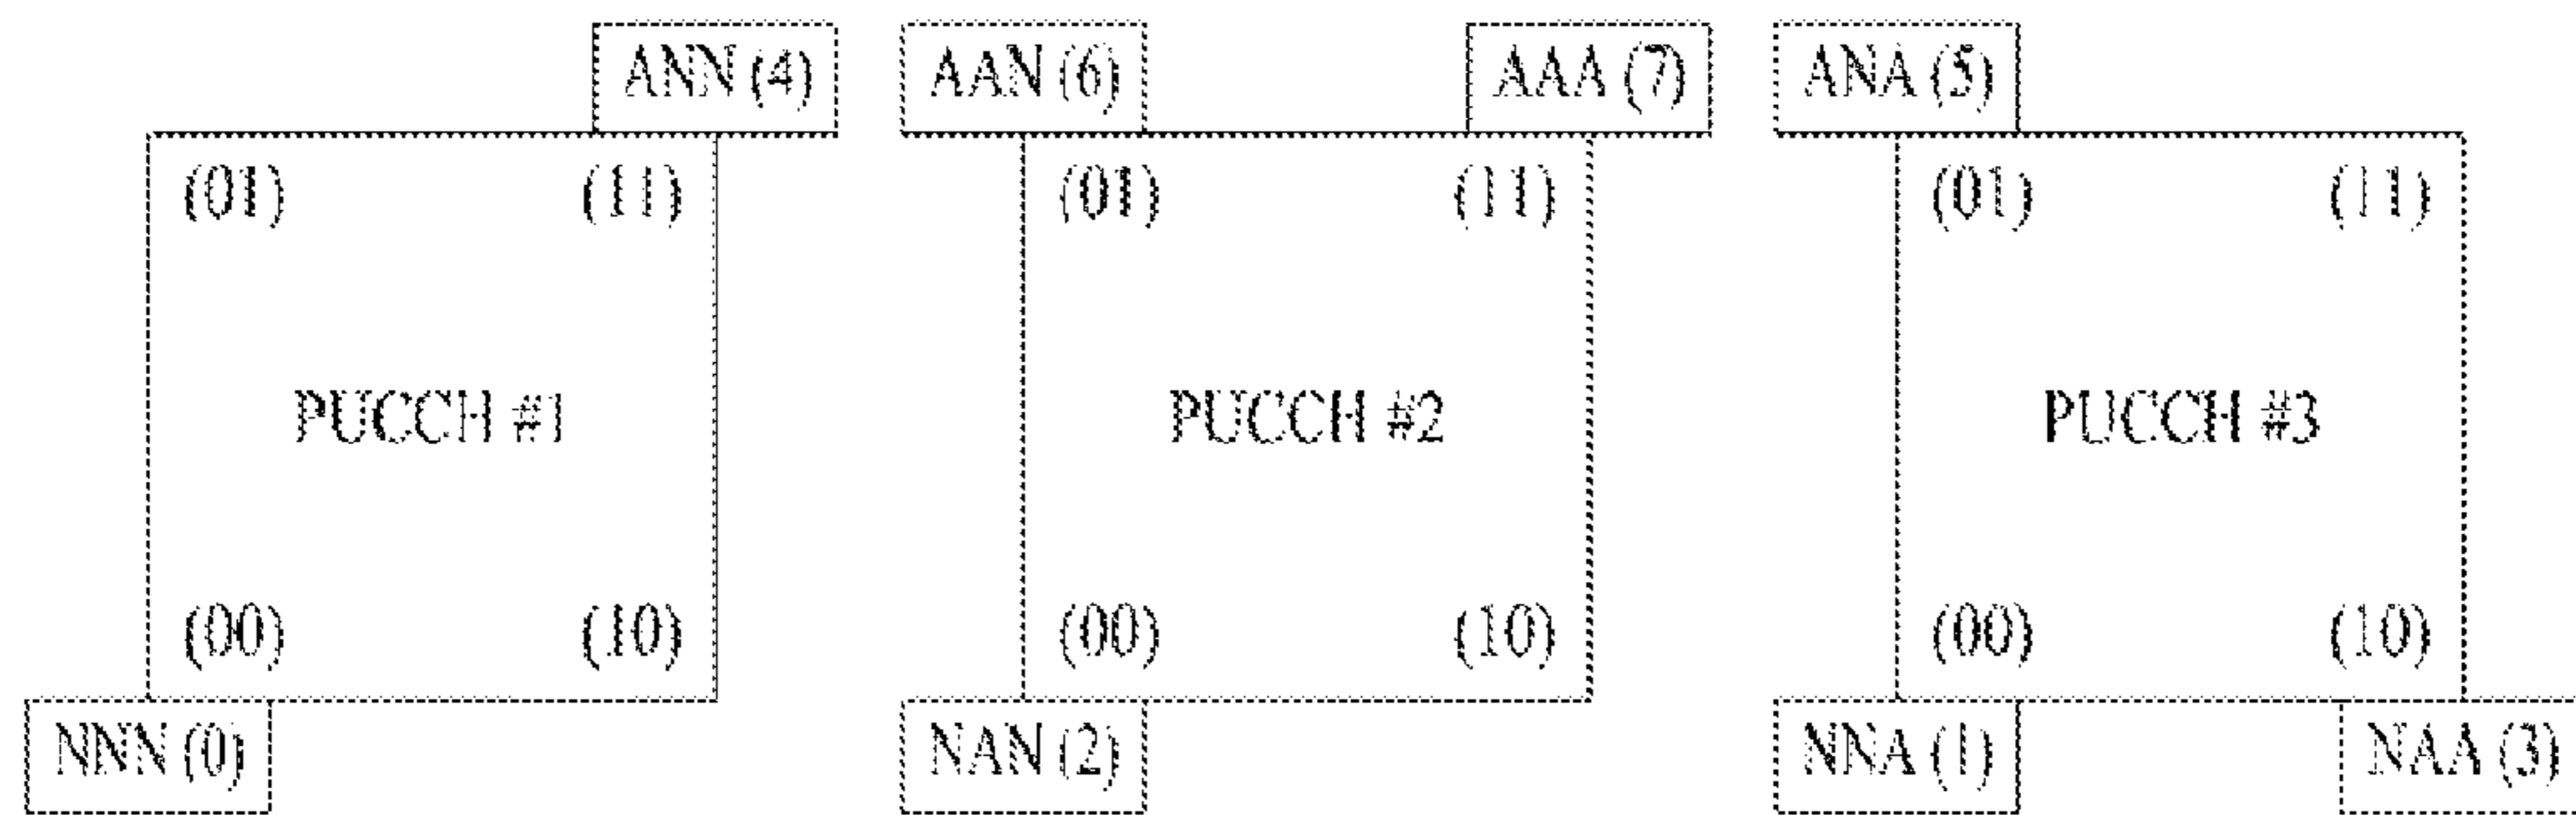 ANN (4) AAN (6) AAA (7) ANA (5)
(01) (11) (01) (11) (01) (11)
PUCCH #1 PUCCH #2 PUCCH #3
(00) (10) (00) (10) (00) (10)
NNN (0) NAN (2) NNA (1) NAA (3)